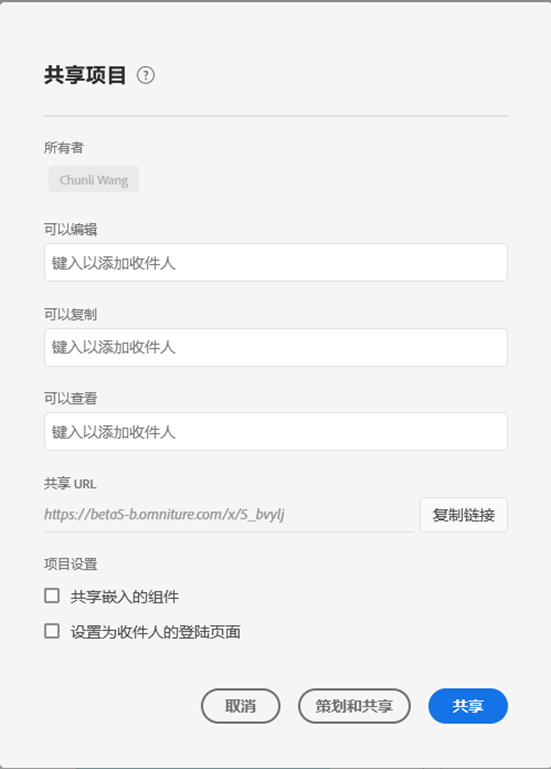 共享项目 ?
所有者
Chunli Wang
可以编辑
键入以添加收件人
可以复制
键入以添加收件人
可以查看
键入以添加收件人
共享 URL
https://beta5-b.omniture.com/x/5_bvylj
复制链接
项目设置
共享嵌入的组件
设置为收件人的登陆页面
取消 策划和共享 共享